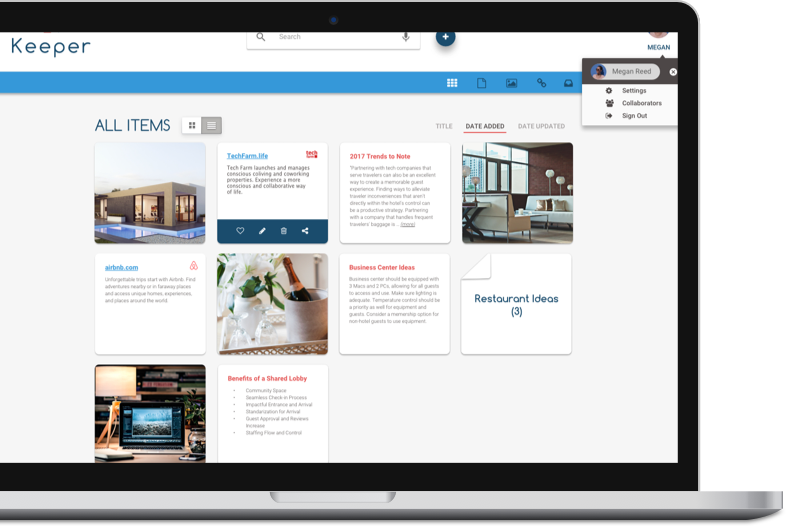 Keeper
Search
+
MEGAN
Megan Reed
Settings
Collaborators
Sign Out
ALL ITEMS
TITLE
DATE ADDED
DATE UPDATED
TechFarm.life
tech
Tech Farm launches and manages
conscious coliving and coworking
properties. Experience a more
conscious and collaborative way
of life.
2017 Trends to Note
"Partnering with tech companies that
serve travelers can also be an excellent
way to create a memorable guest
experience. Finding ways to alleviate
traveler inconveniences that aren't
directly within the hotel's control can
be a productive strategy. Partnering
with a company that handles frequent
travelers' baggage is ... (more)
airbnb.com
Unforgettable trips start with Airbnb. Find
adventures nearby or in faraway places
and access unique homes, experiences,
and places around the world.
Business Center Ideas
Business center should be equipped with
3 Macs and 2 PCs, allowing for all guests
to access and use. Make sure lighting is
adequate. Temperature control should be
a priority as well for equipment and
guests. Consider a memership option for
non-hotel guests to use equipment.
Restaurant Ideas
(3)
Benefits of a Shared Lobby
• Community Space
• Seamless Check-in Process
• Impactful Entrance and Arrival
• Standarization for Arrival
• Guest Approval and Reviews
Increase
• Staffing Flow and Control